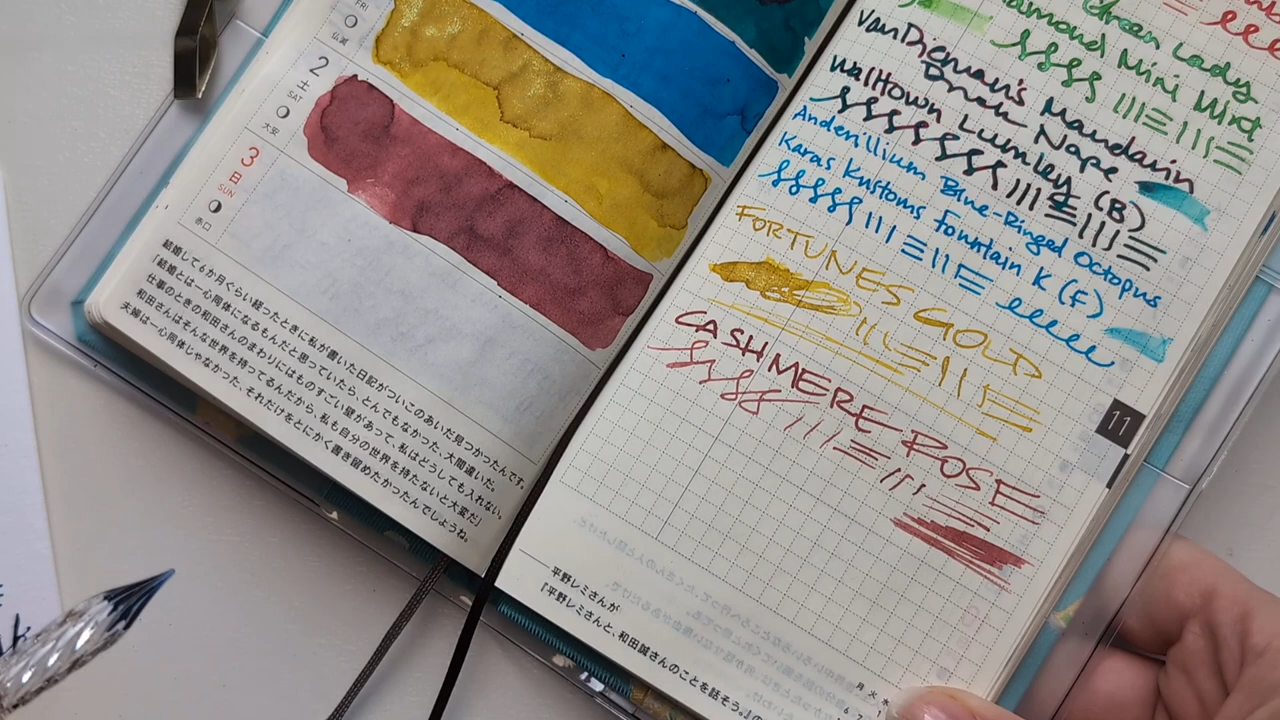 FRI
仏滅
2
土
SAT
大安
3
日
SUN
赤口
結婚して6か月ぐらい経ったときに私が書いた日記がついこのあいだ見つかったんです。
「結婚とは一心同体になるもんだと思っていたら、とんでもなかった、大間違いた。
仕事のときの和田さんのまわりにはものすごい壁があって、私はどうしても入れない。
和田さんはそんな世界を持ってるんだから、私も自分の世界を持たないと大変だ」
夫婦は一心同体じゃなかった、それだけをとにかく書き留めたかったんでしょうね。
Green Lady
Diamond Mini Mint
VanDieman's Mandarin
Drak Nape
Walltown Lumley (B)
Anderillium Blue-Ringed Octopus
Karas Kustoms Fountain K (F)
FORTUNES GOLD
CASHMERE ROSE
11
平野レミさんが
『平野レミさんと、和田誠さんのことを話そう。』の
月 火 水
6 7